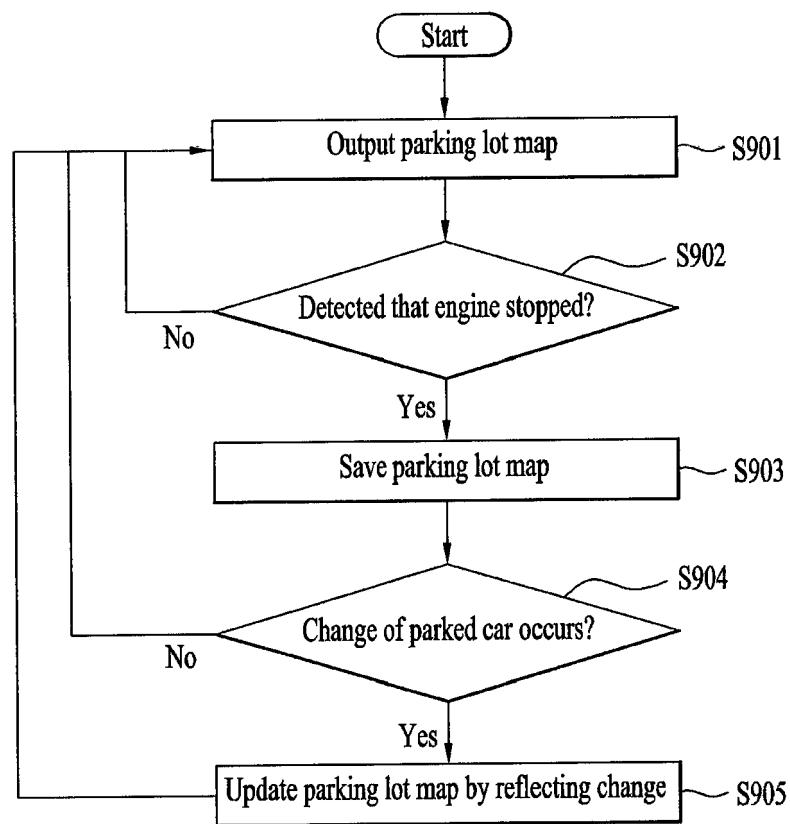 Start
Output parking lot map
S901
S902
Detected that engine stopped?
No
Yes
Save parking lot map
S903
S904
Change of parked car occurs?
No
Yes
Update parking lot map by reflecting change
S905